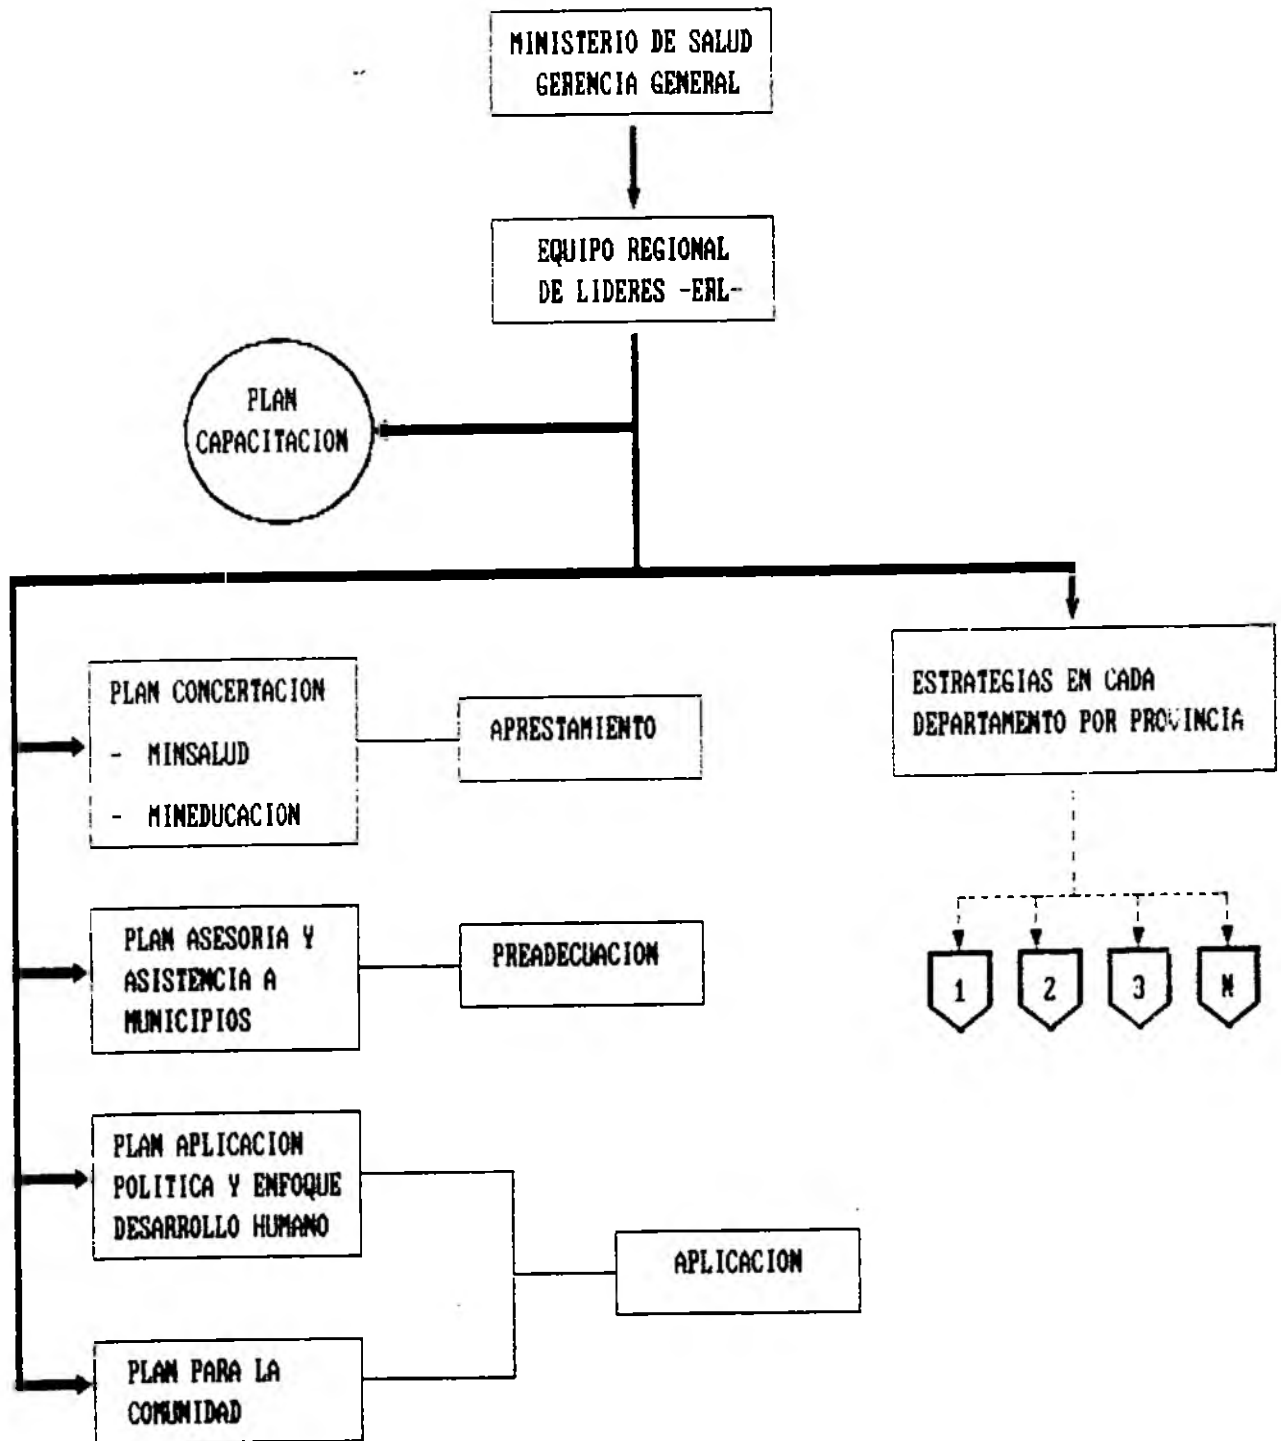 MINISTERIO DE SALUD
GERENCIA GENERAL
EQUIPO REGIONAL
DE LIDERES -ERL-
PLAN
CAPACITACION
PLAN CONCERTACION
- MINSALUD
- MINEDUCACION
APRESTAMIENTO
ESTRATEGIAS EN CADA
DEPARTAMENTO POR PROVINCIA
1 2 3 N
PLAN ASESORIA Y
ASISTENCIA A
MUNICIPIOS
PREADECUACION
PLAN APLICACION
POLITICA Y ENFOQUE
DESARROLLO HUMANO
APLICACION
PLAN PARA LA
COMUNIDAD